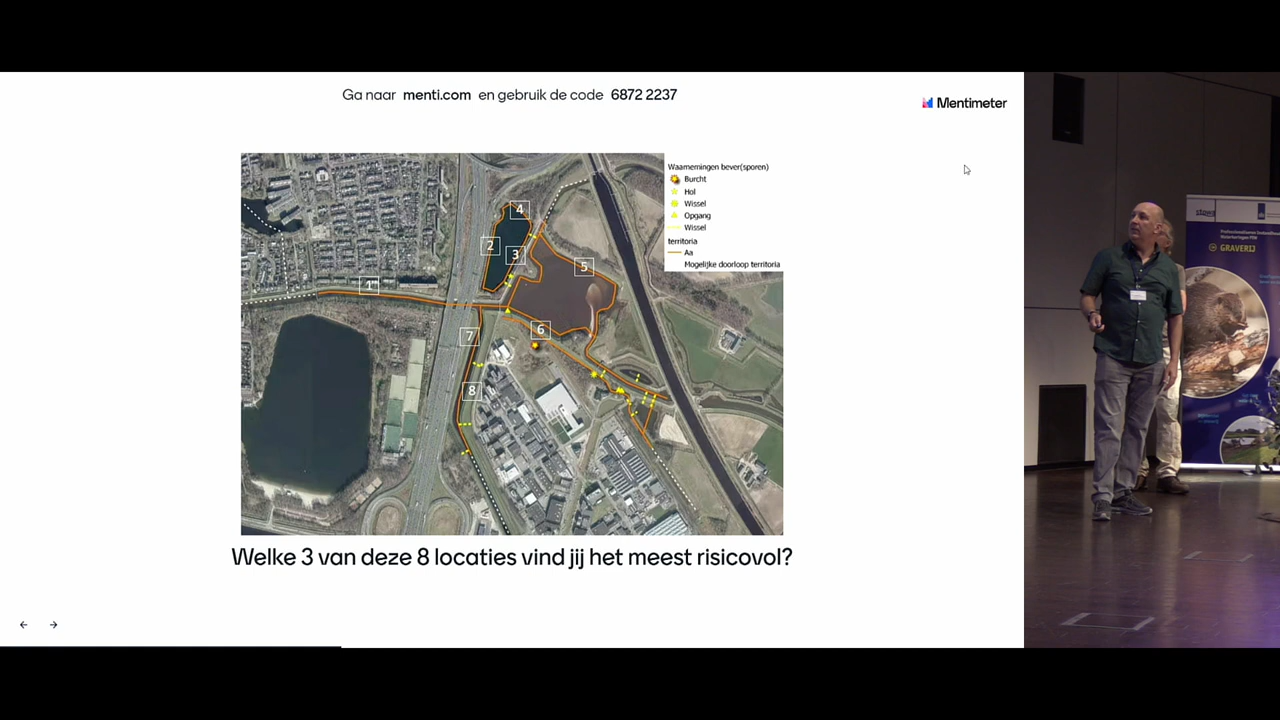 Ga naar menti.com en gebruik de code 6872 2237
Mentimeter
Waarnemingen bever(sporen)
Burcht
Hol
Wissel
Opgang
Wissel
territoria
Aa
Mogelijke doorloop territoria
4
2
3
5
1
6
7
8
Welke 3 van deze 8 locaties vind jij het meest risicovol?
GRAVERIJ